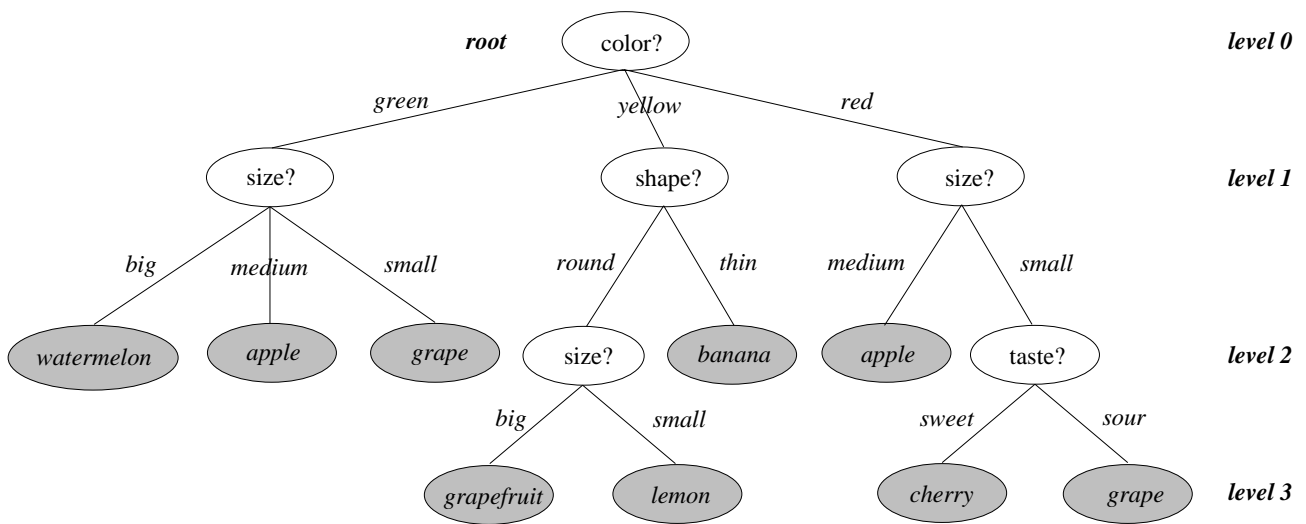 root color? level 0
green yellow red
size? shape? size? level 1
big medium small round thin medium small
watermelon apple grape size? banana apple taste? level 2
big small sweet sour
grapefruit lemon cherry grape level 3